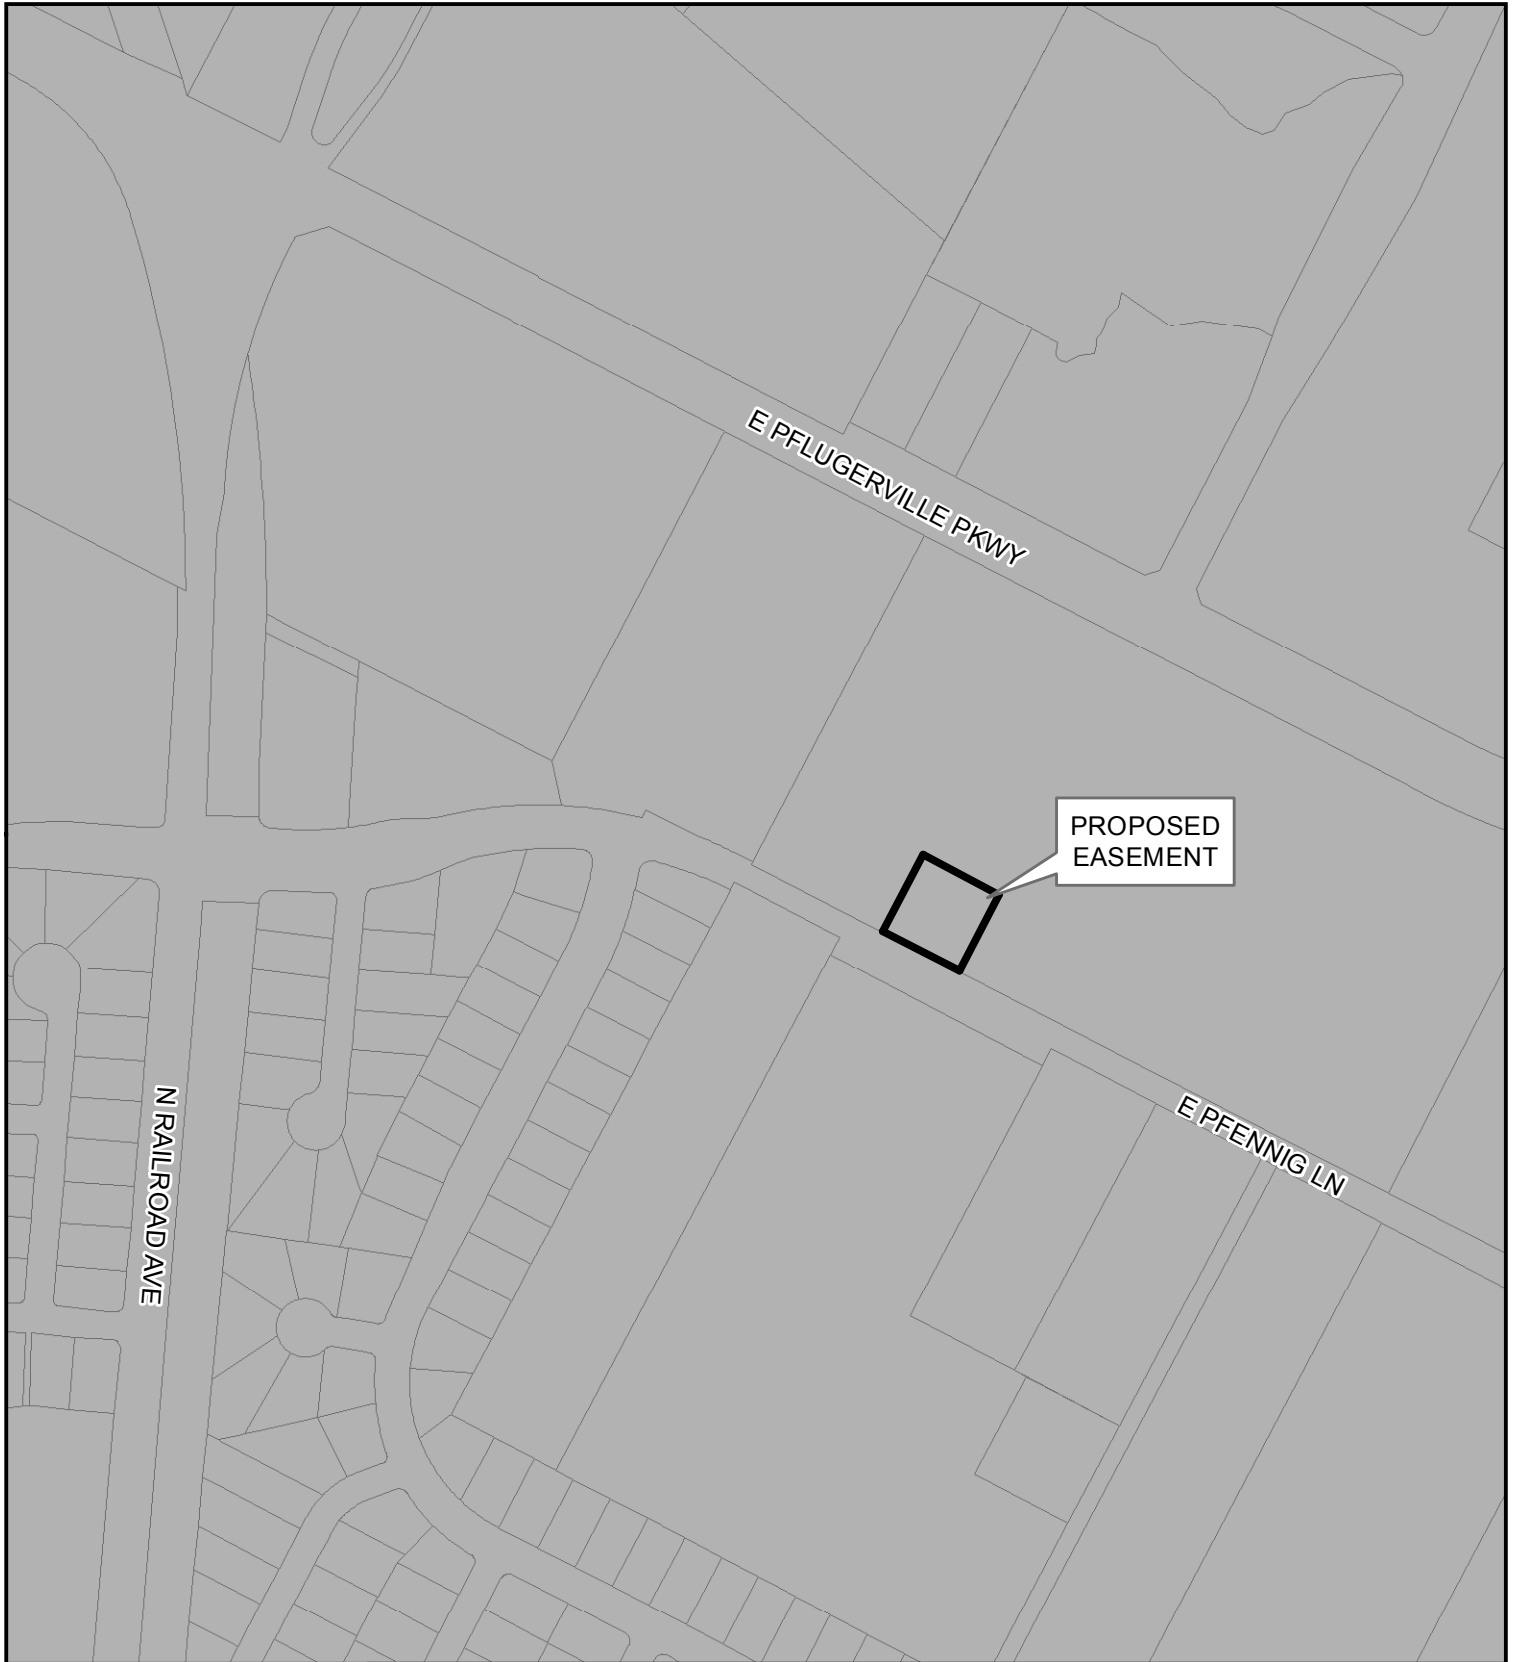 E PFLUGERVILLE PKWY
PROPOSED
EASEMENT
E PFENNIG LN
N RAILROAD AVE